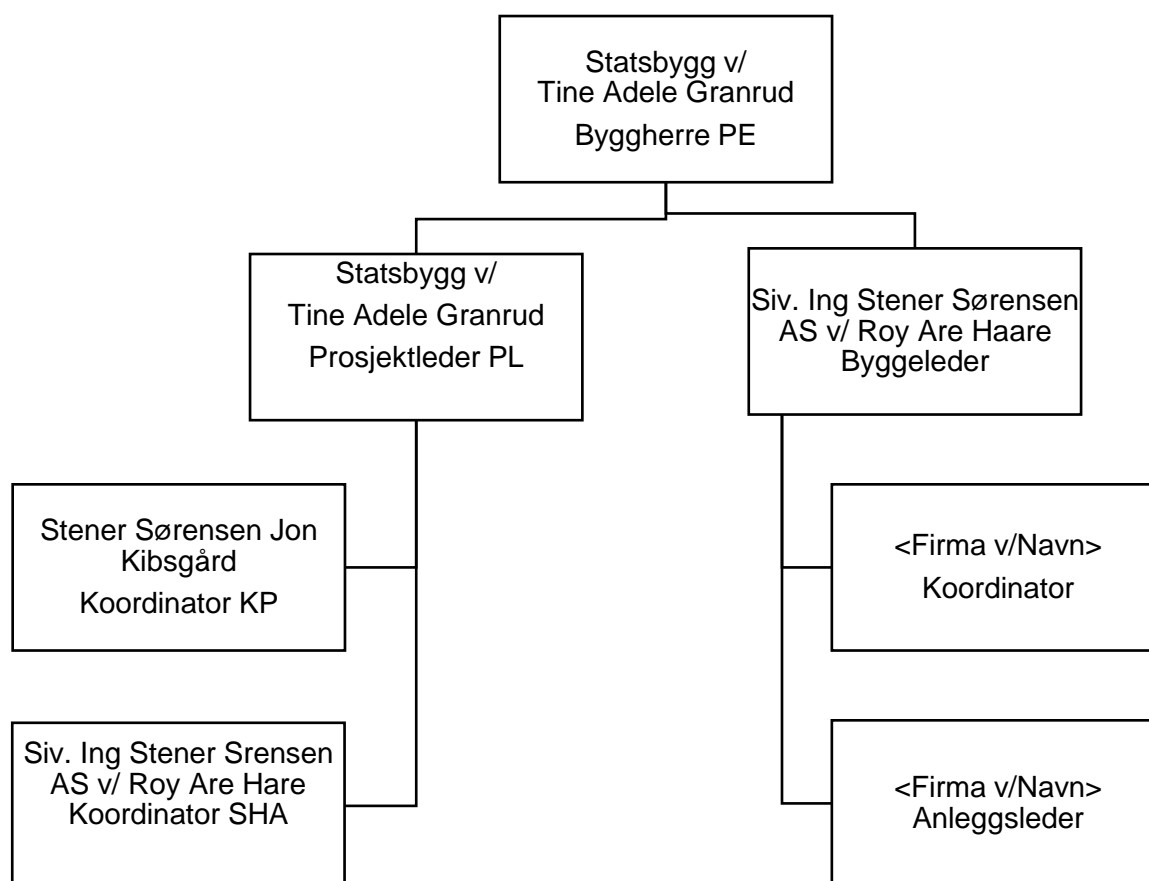 Statsbygg v/
Tine Adele Granrud
Byggherre PE
Statsbygg v/
Tine Adele Granrud
Prosjektleder PL
Siv. Ing Stener Sørensen
AS v/ Roy Are Haare
Byggeleder
Stener Sørensen Jon
Kibsgård
Koordinator KP
<Firma v/Navn>
Koordinator
Siv. Ing Stener Srensen
AS v/ Roy Are Hare
Koordinator SHA
<Firma v/Navn>
Anleggsleder